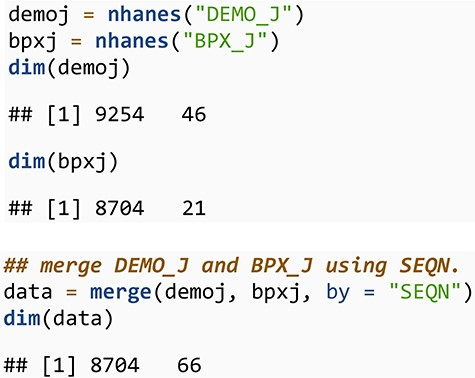 demoj = nhanes("DEMO_J")
bpxj = nhanes("BPX_J")
dim(demoj)
## [1] 9254   46
dim(bpxj)
## [1] 8704   21
## merge DEMO_J and BPX_J using SEQN.
data = merge(demoj, bpxj, by = "SEQN")
dim(data)
## [1] 8704   66